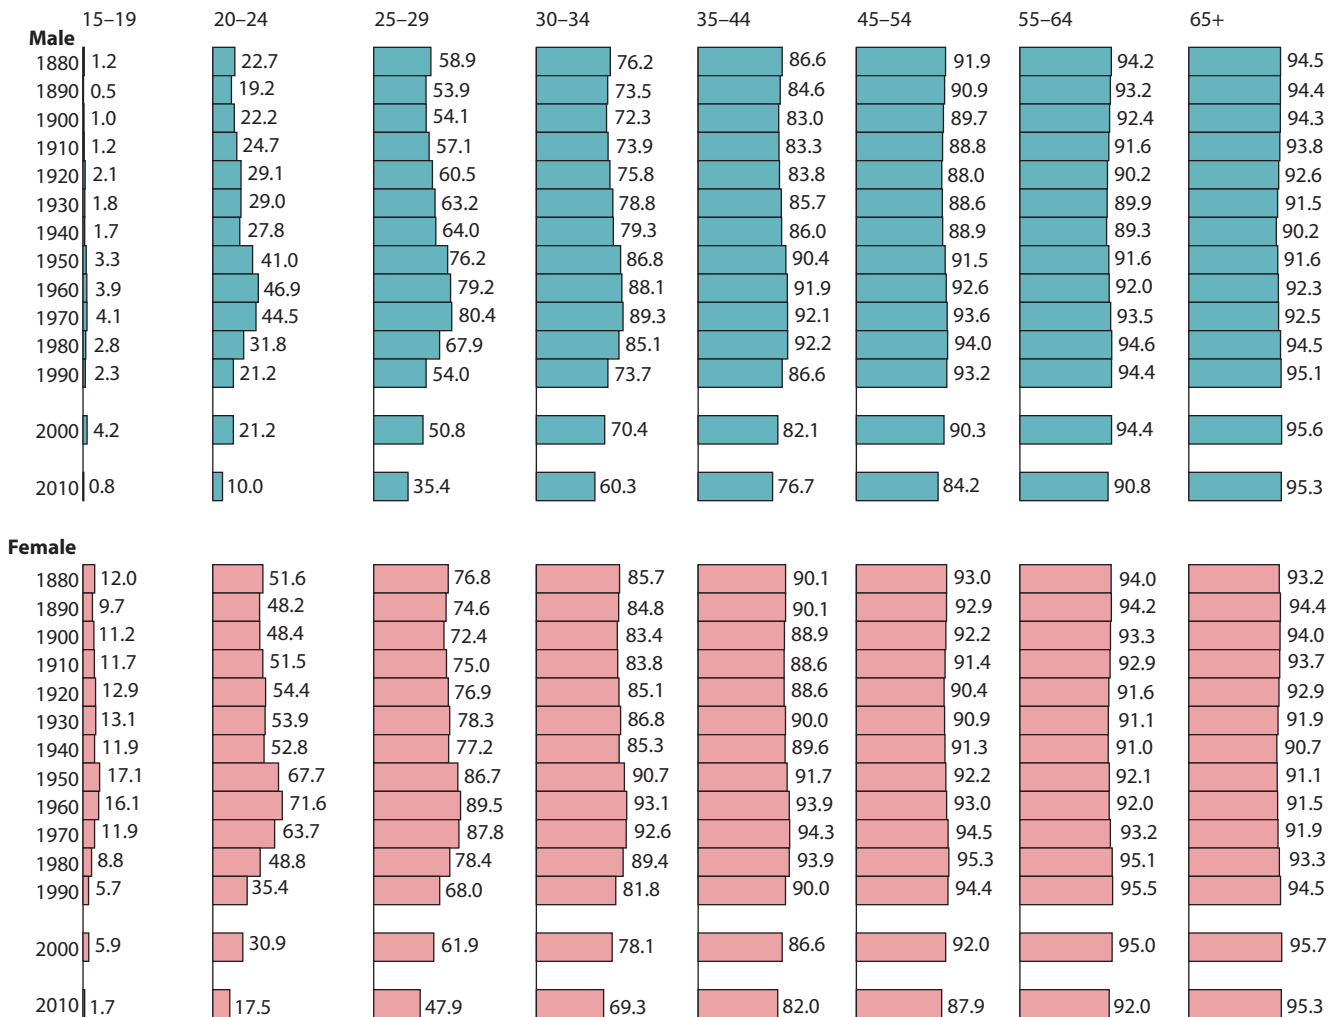 15–19 20–24 25–29 30–34 35–44 45–54 55–64 65+
Male
1880 1.2 22.7 58.9 76.2 86.6 91.9 94.2 94.5
1890 0.5 19.2 53.9 73.5 84.6 90.9 93.2 94.4
1900 1.0 22.2 54.1 72.3 83.0 89.7 92.4 94.3
1910 1.2 24.7 57.1 73.9 83.3 88.8 91.6 93.8
1920 2.1 29.1 60.5 75.8 83.8 88.0 90.2 92.6
1930 1.8 29.0 63.2 78.8 85.7 88.6 89.9 91.5
1940 1.7 27.8 64.0 79.3 86.0 88.9 89.3 90.2
1950 3.3 41.0 76.2 86.8 90.4 91.5 91.6 91.6
1960 3.9 46.9 79.2 88.1 91.9 92.6 92.0 92.3
1970 4.1 44.5 80.4 89.3 92.1 93.6 93.5 92.5
1980 2.8 31.8 67.9 85.1 92.2 94.0 94.6 94.5
1990 2.3 21.2 54.0 73.7 86.6 93.2 94.4 95.1
2000 4.2 21.2 50.8 70.4 82.1 90.3 94.4 95.6
2010 0.8 10.0 35.4 60.3 76.7 84.2 90.8 95.3
Female
1880 12.0 51.6 76.8 85.7 90.1 93.0 94.0 93.2
1890 9.7 48.2 74.6 84.8 90.1 92.9 94.2 94.4
1900 11.2 48.4 72.4 83.4 88.9 92.2 93.3 94.0
1910 11.7 51.5 75.0 83.8 88.6 91.4 92.9 93.7
1920 12.9 54.4 76.9 85.1 88.6 90.4 91.6 92.9
1930 13.1 53.9 78.3 86.8 90.0 90.9 91.1 91.9
1940 11.9 52.8 77.2 85.3 89.6 91.3 91.0 90.7
1950 17.1 67.7 86.7 90.7 91.7 92.2 92.1 91.1
1960 16.1 71.6 89.5 93.1 93.9 93.0 92.0 91.5
1970 11.9 63.7 87.8 92.6 94.3 94.5 93.2 91.9
1980 8.8 48.8 78.4 89.4 93.9 95.3 95.1 93.3
1990 5.7 35.4 68.0 81.8 90.0 94.4 95.5 94.5
2000 5.9 30.9 61.9 78.1 86.6 92.0 95.0 95.7
2010 1.7 17.5 47.9 69.3 82.0 87.9 92.0 95.3